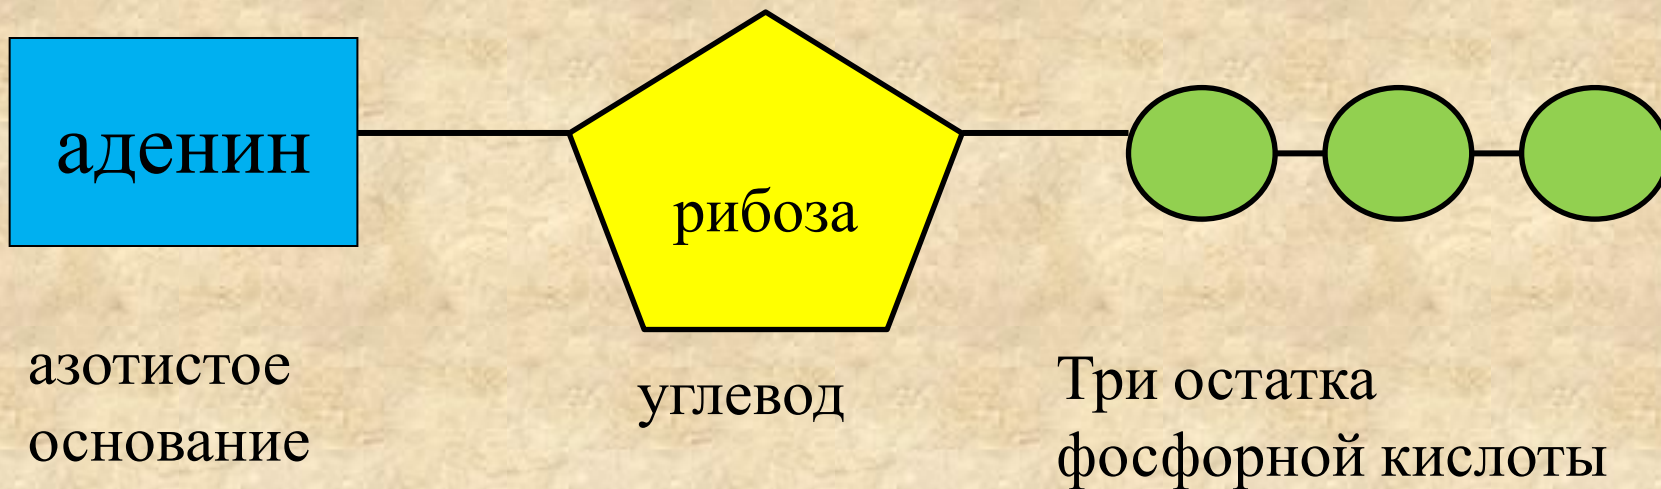 аденин
рибоза
азотистое
основание
углевод
Три остатка
фосфорной кислоты